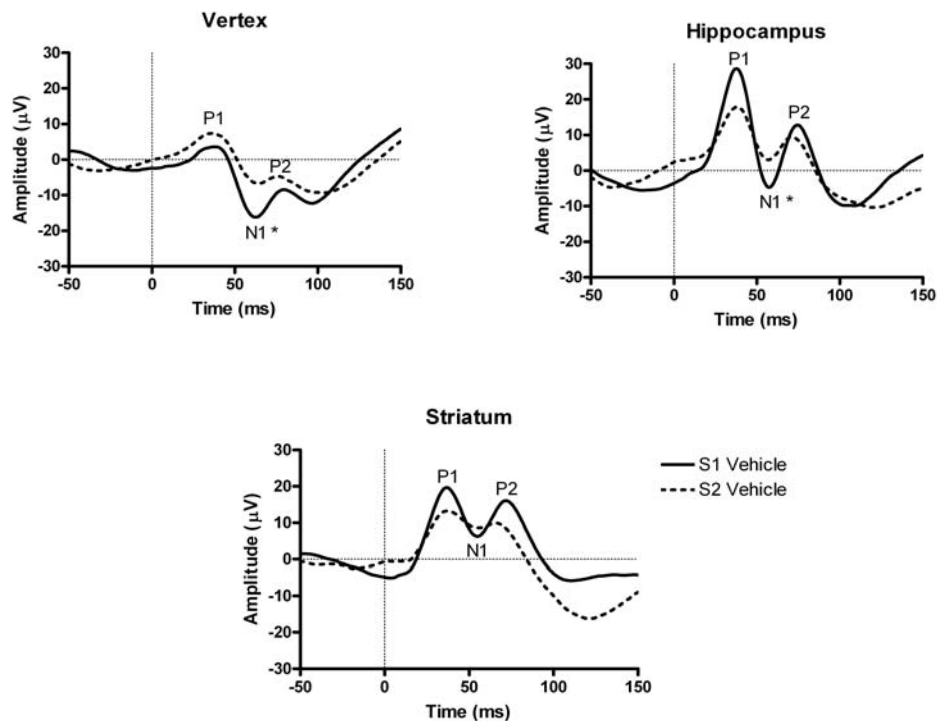 Vertex
30
20
10
0
-10
-20
-30
Amplitude (μV)
P1
P2
N1 *
-50 0 50 100 150
Time (ms)
Hippocampus
30
20
10
0
-10
-20
-30
Amplitude (μV)
P1
P2
N1 *
-50 0 50 100 150
Time (ms)
Striatum
30
20
10
0
-10
-20
-30
Amplitude (μV)
P1
P2
N1
-50 0 50 100 150
Time (ms)
S1 Vehicle
S2 Vehicle